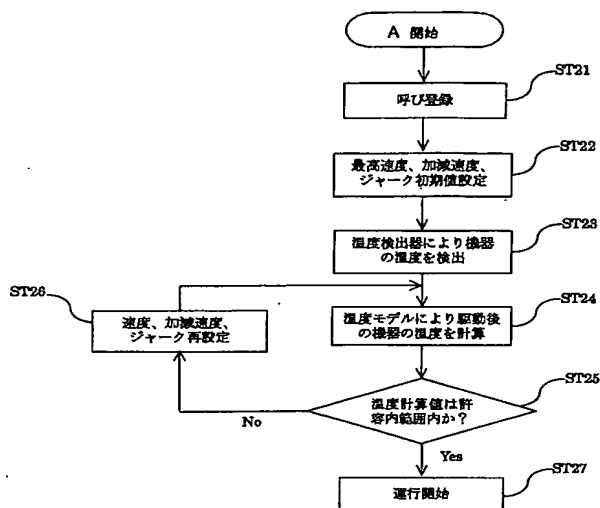 A 開始
ST21
呼び登録
ST22
最高速度、加減速度、
ジャーク初期値設定
ST23
温度検出器により機器
の温度を検出
ST24
温度モデルにより駆動後
の機器の温度を計算
ST26
速度、加減速度、
ジャーク再設定
ST25
温度計算値は許
容内範囲内か？
No
Yes
ST27
運行開始